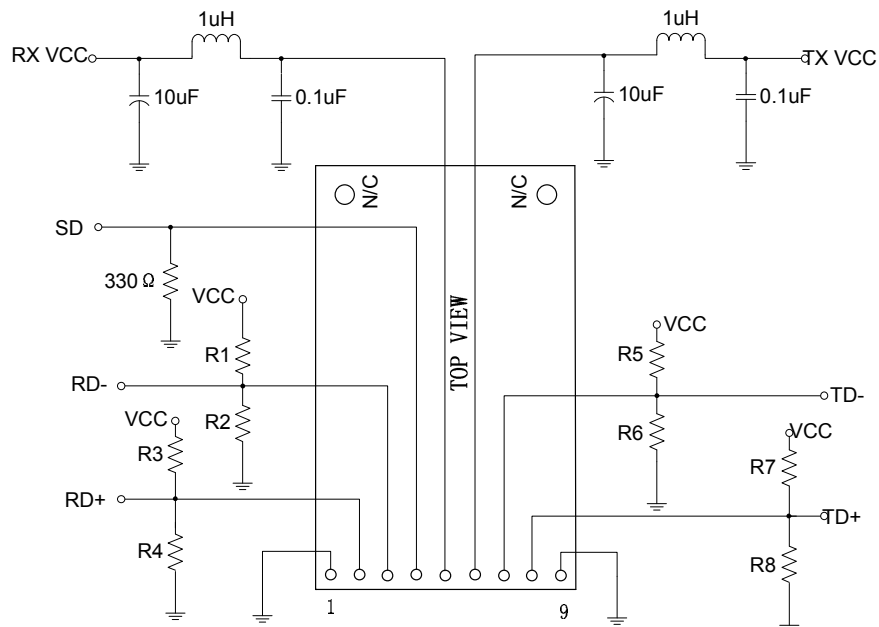 1uH
1uH
RX VCC
TX VCC
10uF
0.1uF
10uF
0.1uF
N/C
N/C
SD
330Ω
VCC
TOP VIEW
VCC
R1
R5
RD-
TD-
VCC
R2
R6
VCC
R3
R7
RD+
TD+
R4
R8
1
9